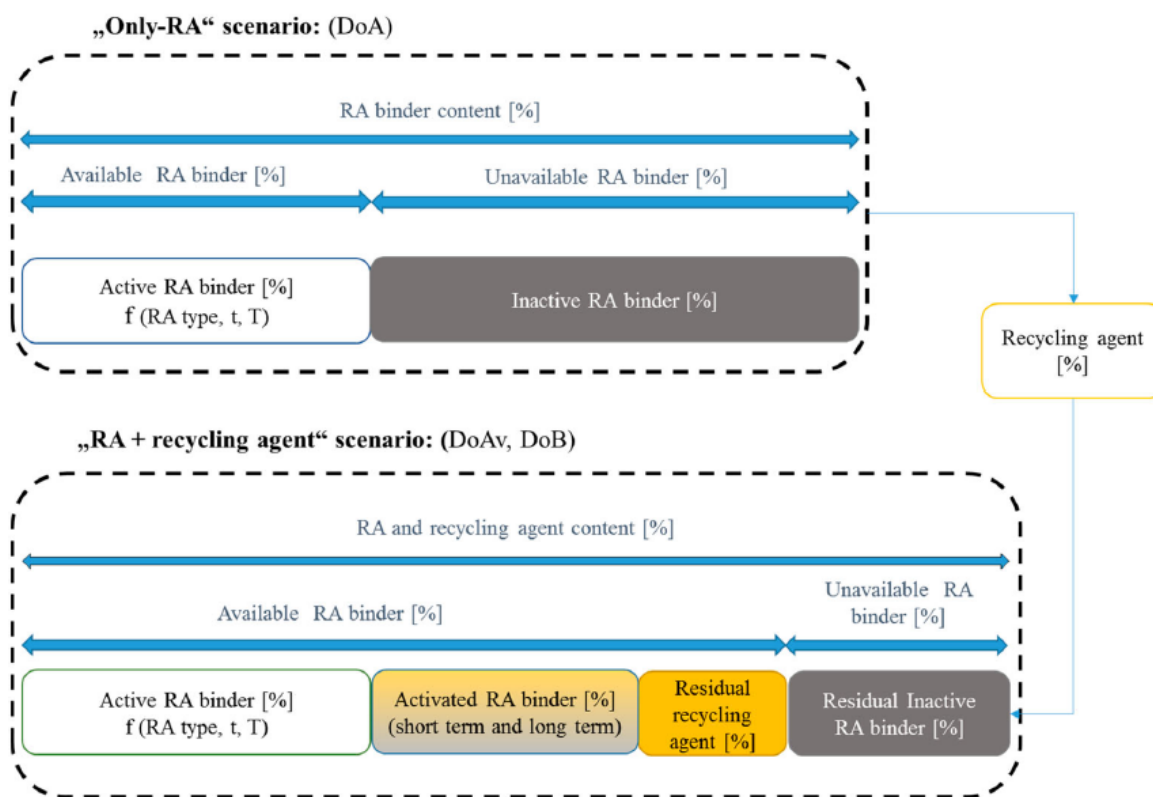 „Only-RA“ scenario: (DoA)
RA binder content [%]
Available RA binder [%]
Unavailable RA binder [%]
Active RA binder [%]
f (RA type, t, T)
Inactive RA binder [%]
Recycling agent
[%]
„RA + recycling agent“ scenario: (DoAv, DoB)
RA and recycling agent content [%]
Available RA binder [%]
Unavailable RA
binder [%]
Active RA binder [%]
f (RA type, t, T)
Activated RA binder [%]
(short term and long term)
Residual
recycling
agent [%]
Residual Inactive
RA binder [%]